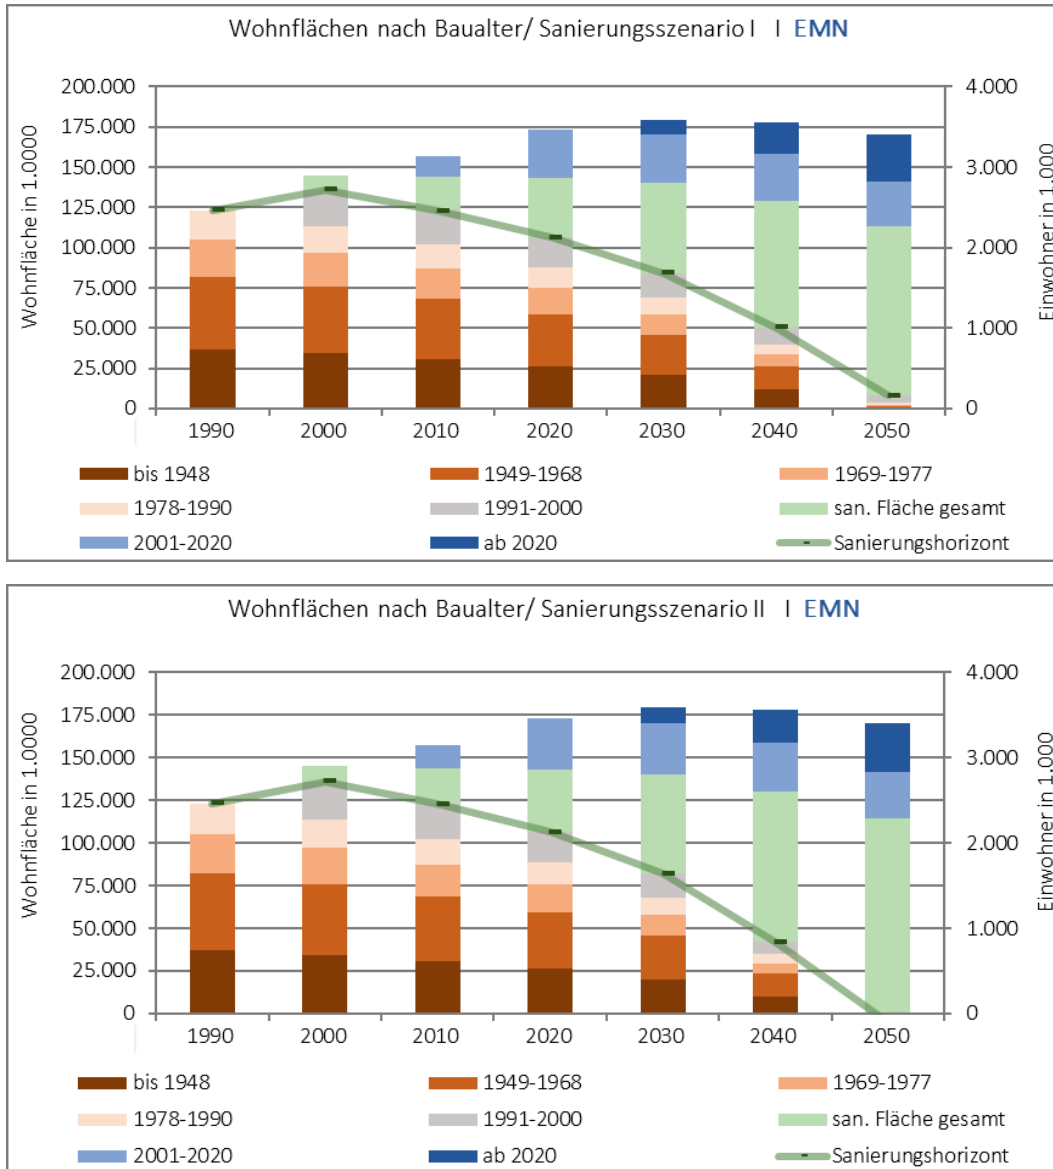 Wohnflächen nach Baualter/ Sanierungsszenario I I EMN
Wohnfläche in 1.0000
Einwohner in 1.000
200.000 4.000
175.000
150.000 3.000
125.000
100.000 2.000
75.000
50.000 1.000
25.000
0 0
1990 2000 2010 2020 2030 2040 2050
bis 1948 1949-1968 1969-1977
1978-1990 1991-2000 san. Fläche gesamt
2001-2020 ab 2020 Sanierungshorizont
Wohnflächen nach Baualter/ Sanierungsszenario II I EMN
Wohnfläche in 1.0000
Einwohner in 1.000
200.000 4.000
175.000
150.000 3.000
125.000
100.000 2.000
75.000
50.000 1.000
25.000
0 0
1990 2000 2010 2020 2030 2040 2050
bis 1948 1949-1968 1969-1977
1978-1990 1991-2000 san. Fläche gesamt
2001-2020 ab 2020 Sanierungshorizont